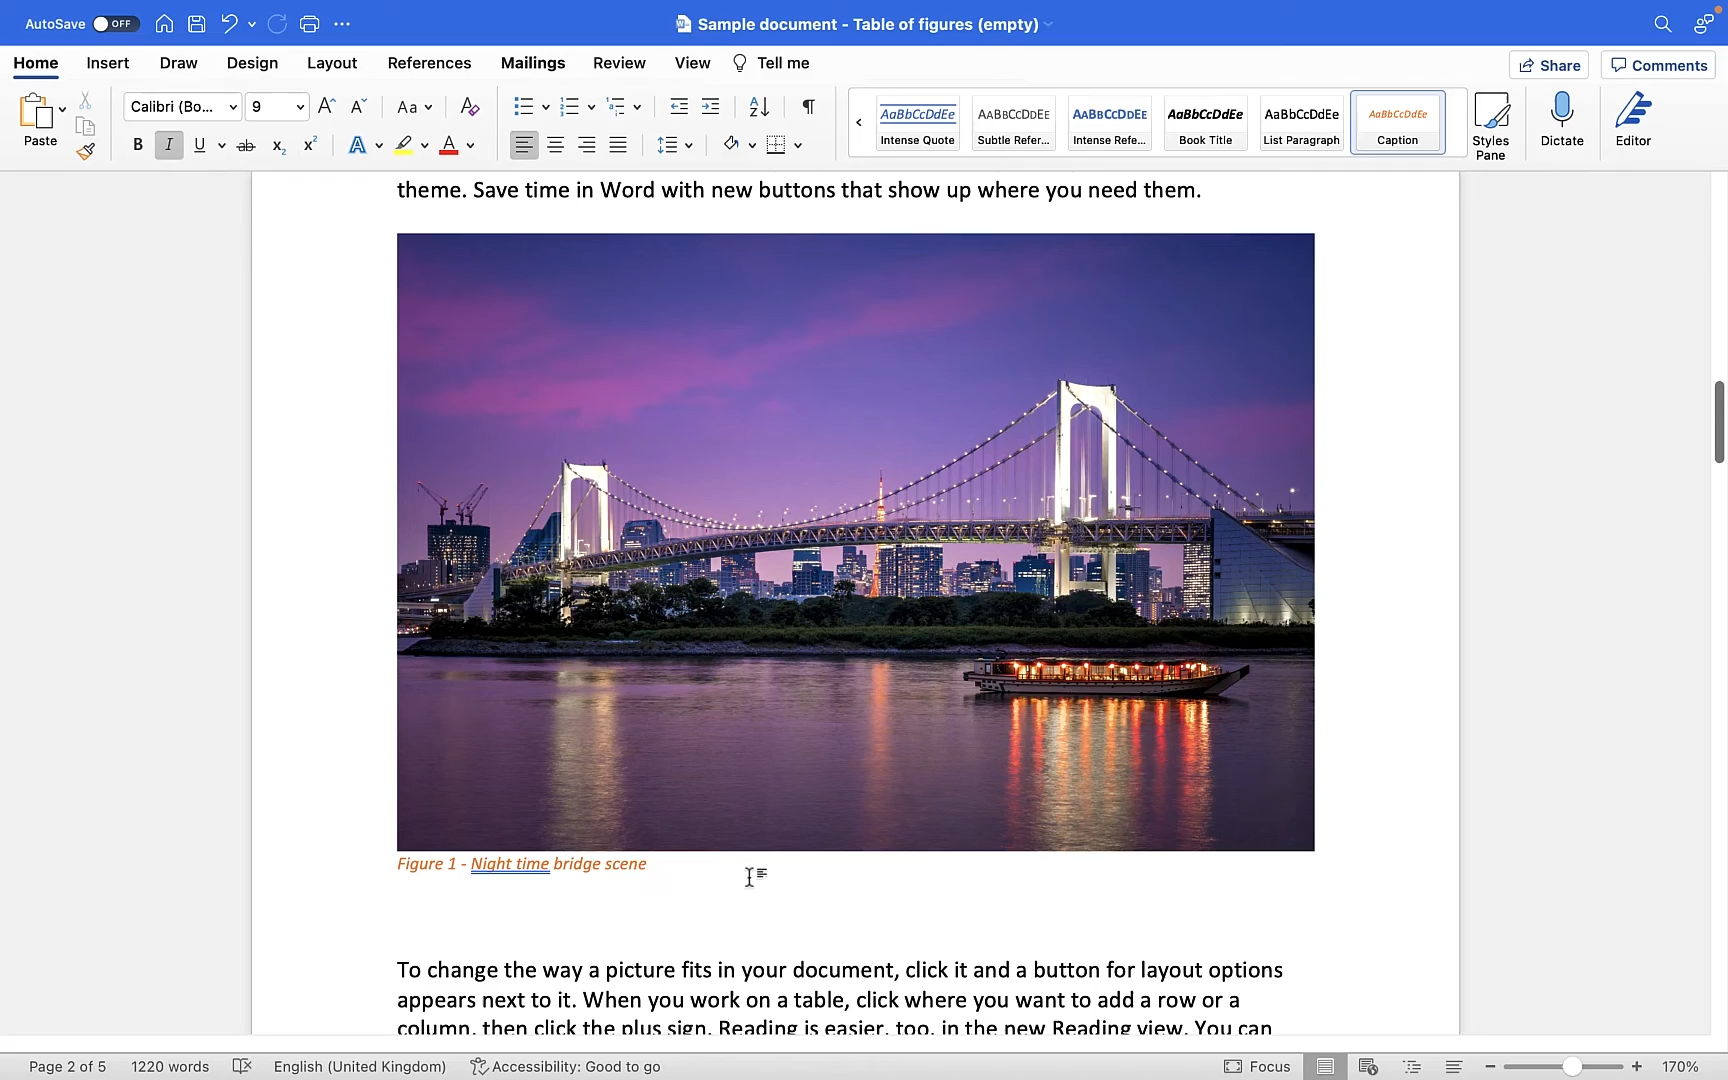 AutoSave OFF
Sample document - Table of figures (empty)
Home Insert Draw Design Layout References Mailings Review View Tell me
Share Comments
Paste
Calibri (Bo... 9
AaBbCcDdEe AaBbCcDdEe AaBbCcDdEe AaBbCcDdEe AaBbCcDdEe AaBbCcDdEe
Intense Quote Subtle Refer... Intense Refe... Book Title List Paragraph Caption
Styles Pane
Dictate
Editor
theme. Save time in Word with new buttons that show up where you need them.
Figure 1 - Night time bridge scene
To change the way a picture fits in your document, click it and a button for layout options
appears next to it. When you work on a table, click where you want to add a row or a
column, then click the plus sign. Reading is easier, too, in the new Reading view. You can
Page 2 of 5 1220 words English (United Kingdom) Accessibility: Good to go Focus 170%